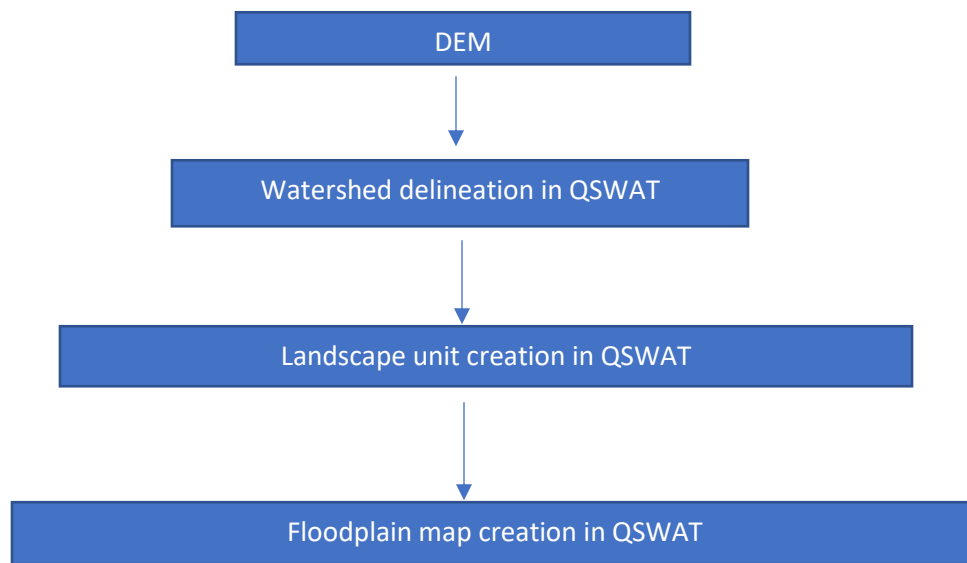 DEM
Watershed delineation in QSWAT
Landscape unit creation in QSWAT
Floodplain map creation in QSWAT